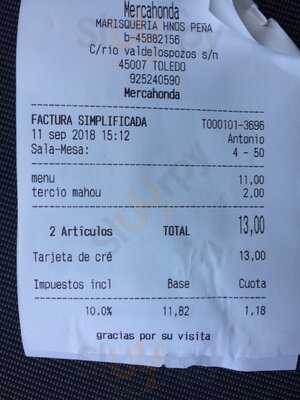 Mercahonda
MARISQUERIA HNOS PEÑA
b-45882156
C/rio valdelospozos s/n
45007 TOLEDO
925240590
Mercahonda
FACTURA SIMPLIFICADA T000101-3696
11 sep 2018 15:12 Antonio
Sala-Mesa: 4 - 50
menu 11,00
tercio mahou 2,00
2 Artículos TOTAL 13,00
Tarjeta de cré 13,00
Impuestos incl Base Cuota
10.0% 11,82 1,18
gracias por su visita